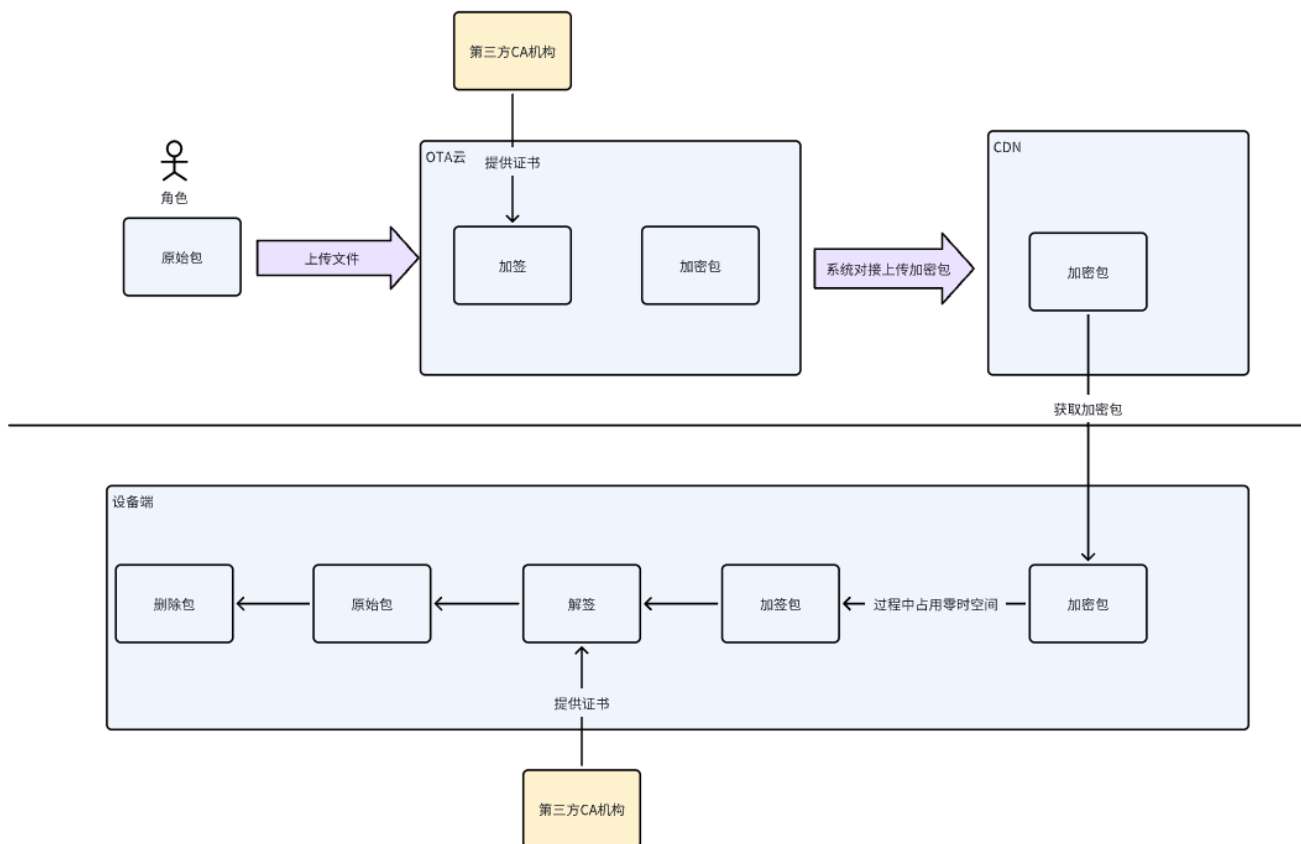 第三方CA机构
OTA云
提供证书
CDN
角色
原始包
上传文件
加签
加密包
系统对接上传加密包
加密包
获取加密包
设备端
删除包
原始包
解签
加签包
过程中占用零时空间
加密包
提供证书
第三方CA机构